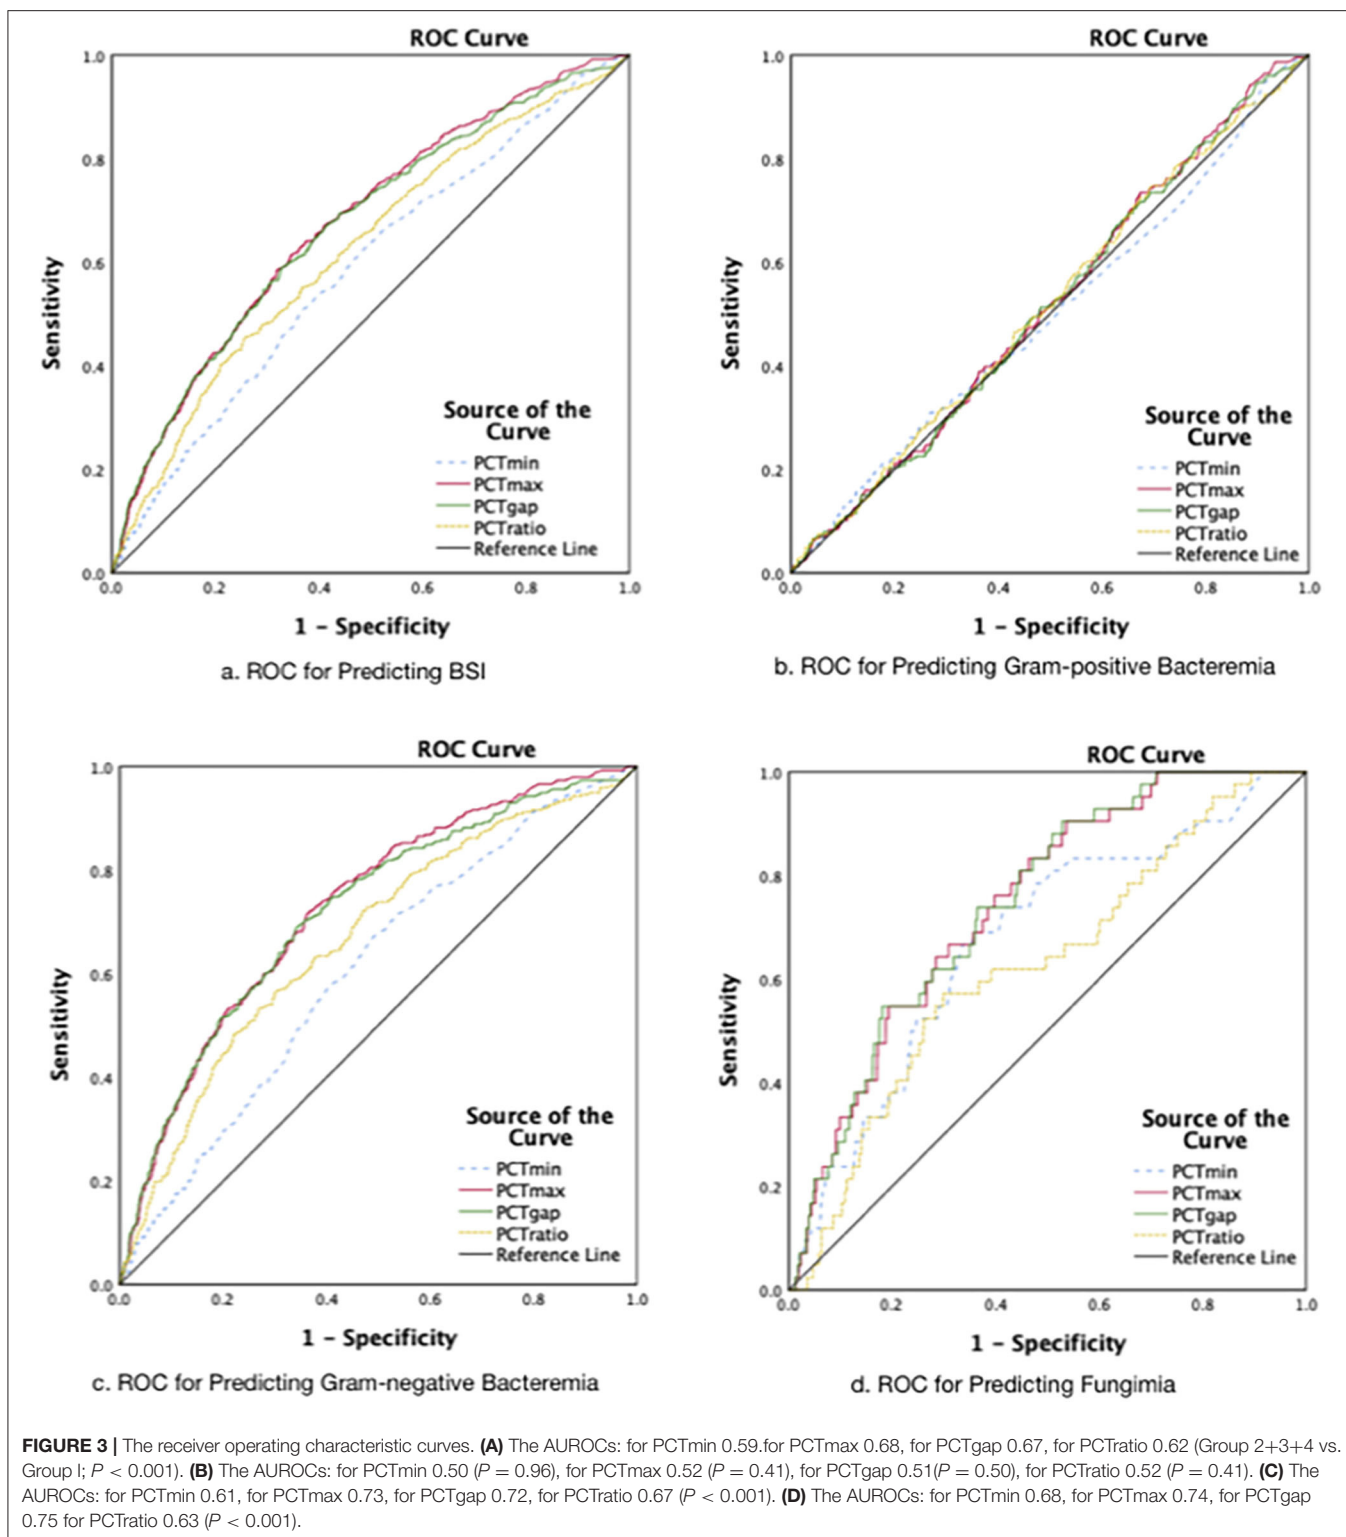 ROC Curve
1.0
0.8
0.6
0.4
0.2
0.0
Sensitivity
Source of the
Curve
PCTmin
PCTmax
PCTgap
PCTratio
Reference Line
0.0 0.2 0.4 0.6 0.8 1.0
1 – Specificity
a. ROC for Predicting BSI
ROC Curve
1.0
0.8
0.6
0.4
0.2
0.0
Sensitivity
Source of the
Curve
PCTmin
PCTmax
PCTgap
PCTratio
Reference Line
0.0 0.2 0.4 0.6 0.8 1.0
1 – Specificity
b. ROC for Predicting Gram-positive Bacteremia
ROC Curve
1.0
0.8
0.6
0.4
0.2
0.0
Sensitivity
Source of the
Curve
PCTmin
PCTmax
PCTgap
PCTratio
Reference Line
0.0 0.2 0.4 0.6 0.8 1.0
1 – Specificity
c. ROC for Predicting Gram-negative Bacteremia
ROC Curve
1.0
0.8
0.6
0.4
0.2
0.0
Sensitivity
Source of the
Curve
PCTmin
PCTmax
PCTgap
PCTratio
Reference Line
0.0 0.2 0.4 0.6 0.8 1.0
1 – Specificity
d. ROC for Predicting Fungimia
FIGURE 3 | The receiver operating characteristic curves. (A) The AUROCs: for PCTmin 0.59.for PCTmax 0.68, for PCTgap 0.67, for PCTratio 0.62 (Group 2+3+4 vs.
Group I; P < 0.001). (B) The AUROCs: for PCTmin 0.50 (P = 0.96), for PCTmax 0.52 (P = 0.41), for PCTgap 0.51(P = 0.50), for PCTratio 0.52 (P = 0.41). (C) The
AUROCs: for PCTmin 0.61, for PCTmax 0.73, for PCTgap 0.72, for PCTratio 0.67 (P < 0.001). (D) The AUROCs: for PCTmin 0.68, for PCTmax 0.74, for PCTgap
0.75 for PCTratio 0.63 (P < 0.001).